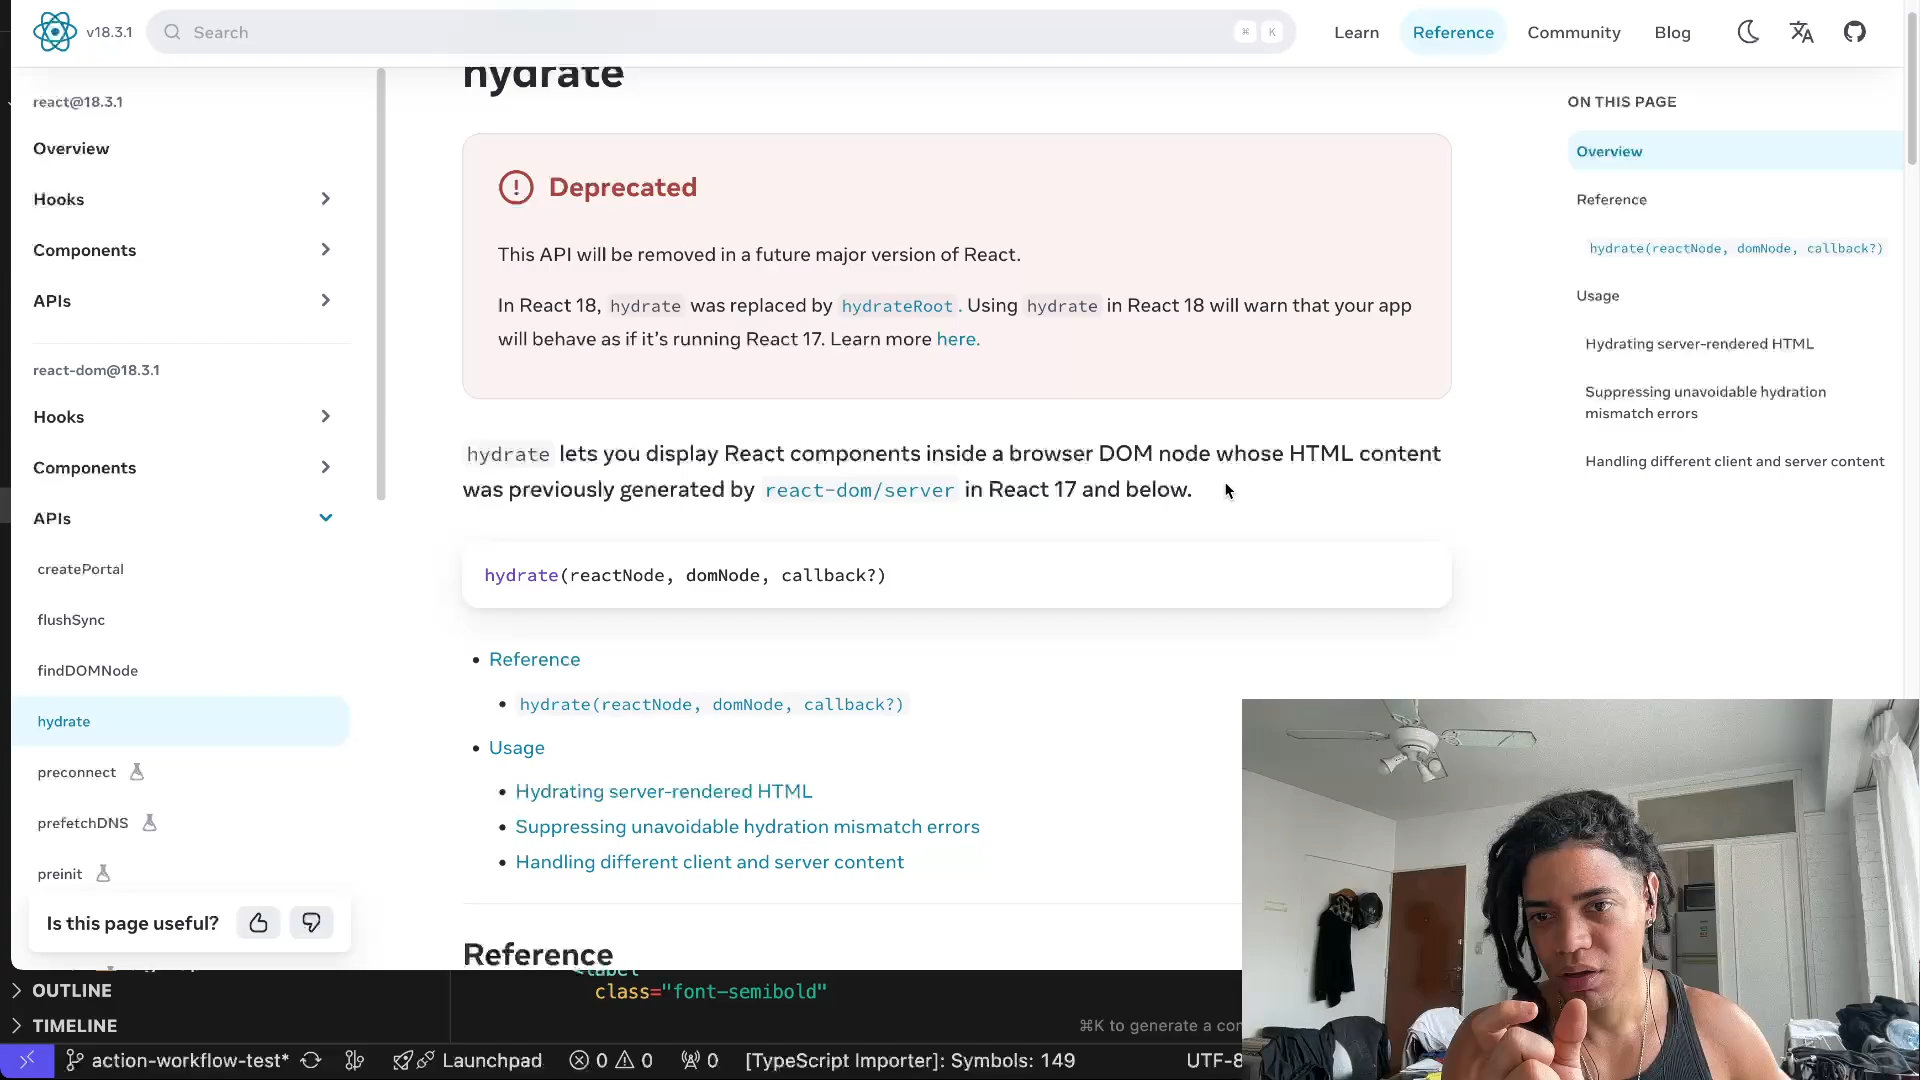 v18.3.1
Search
⌘ K
Learn
Reference
Community
Blog
react@18.3.1
Overview
Hooks
Components
APIs
react-dom@18.3.1
Hooks
Components
APIs
createPortal
flushSync
findDOMNode
hydrate
preconnect
prefetchDNS
preinit
Is this page useful?
hydrate
Deprecated
This API will be removed in a future major version of React.
In React 18, hydrate was replaced by hydrateRoot. Using hydrate in React 18 will warn that your app
will behave as if it’s running React 17. Learn more here.
hydrate lets you display React components inside a browser DOM node whose HTML content
was previously generated by react-dom/server in React 17 and below.
hydrate(reactNode, domNode, callback?)
• Reference
• hydrate(reactNode, domNode, callback?)
• Usage
• Hydrating server-rendered HTML
• Suppressing unavoidable hydration mismatch errors
• Handling different client and server content
Reference
ON THIS PAGE
Overview
Reference
hydrate(reactNode, domNode, callback?)
Usage
Hydrating server-rendered HTML
Suppressing unavoidable hydration
mismatch errors
Handling different client and server content
OUTLINE
TIMELINE
<label
class="font-semibold"
⌘K to generate a
action-workflow-test*
Launchpad
0
0
0
[TypeScript Importer]: Symbols: 149
UTF-8